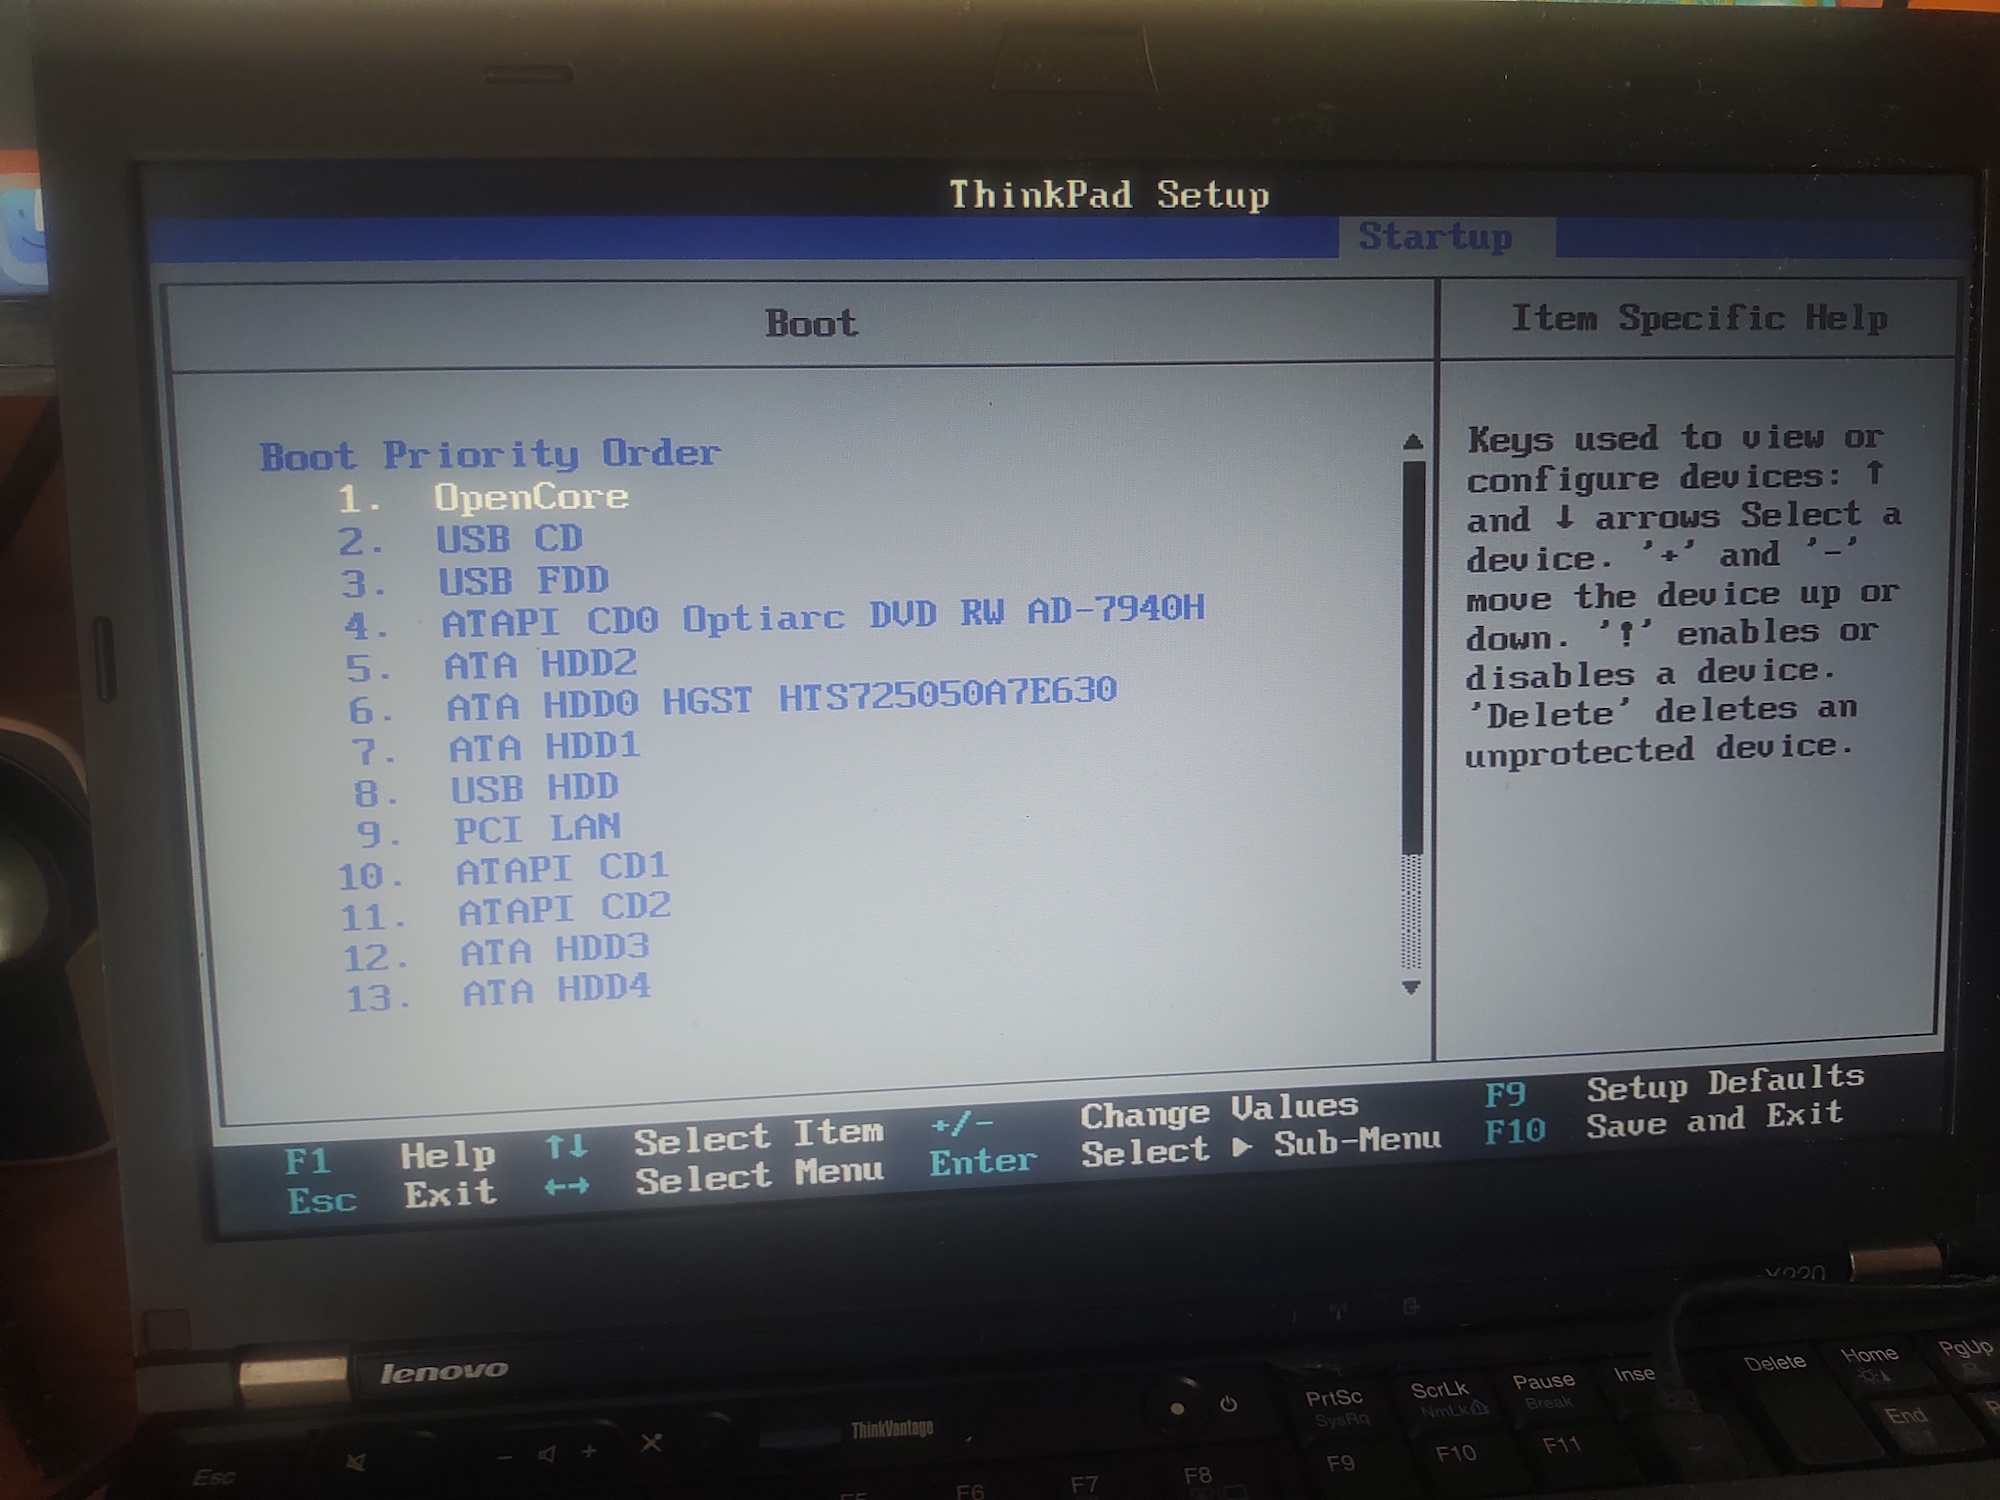 ThinkPad Setup
Startup
Boot
Item Specific Help
Boot Priority Order
1. OpenCore
2. USB CD
3. USB FDD
4. ATAPI CD0 Optiarc DVD RW AD-7940H
5. ATA HDD2
6. ATA HDD0 HGST HTS725050A7E630
7. ATA HDD1
8. USB HDD
9. PCI LAN
10. ATAPI CD1
11. ATAPI CD2
12. ATA HDD3
13. ATA HDD4
Keys used to view or
configure devices: ↑
and ↓ arrows Select a
device. '+' and '-'
move the device up or
down. '!' enables or
disables a device.
'Delete' deletes an
unprotected device.
F1 Help ↑↓ Select Item +/- Change Values F9 Setup Defaults
Esc Exit ←→ Select Menu Enter Select ▶ Sub-Menu F10 Save and Exit
X220
lenovo
ThinkVantage
PrtSc
SysRq
ScrLk
NmLk
Pause
Break
Inse
Delete
Home
PgUp
End
Esc
- +
F5
F6
F7
F8
F9
F10
F11